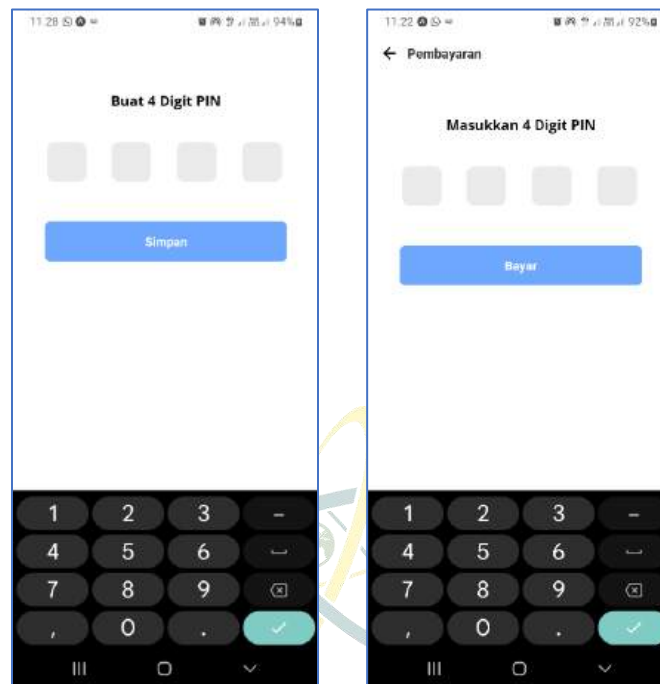 11.28
94%
Buat 4 Digit PIN
Simpan
1 2 3 -
4 5 6
7 8 9
, 0 .
11.22
92%
Pembayaran
Masukkan 4 Digit PIN
Bayar
1 2 3 -
4 5 6
7 8 9
, 0 .